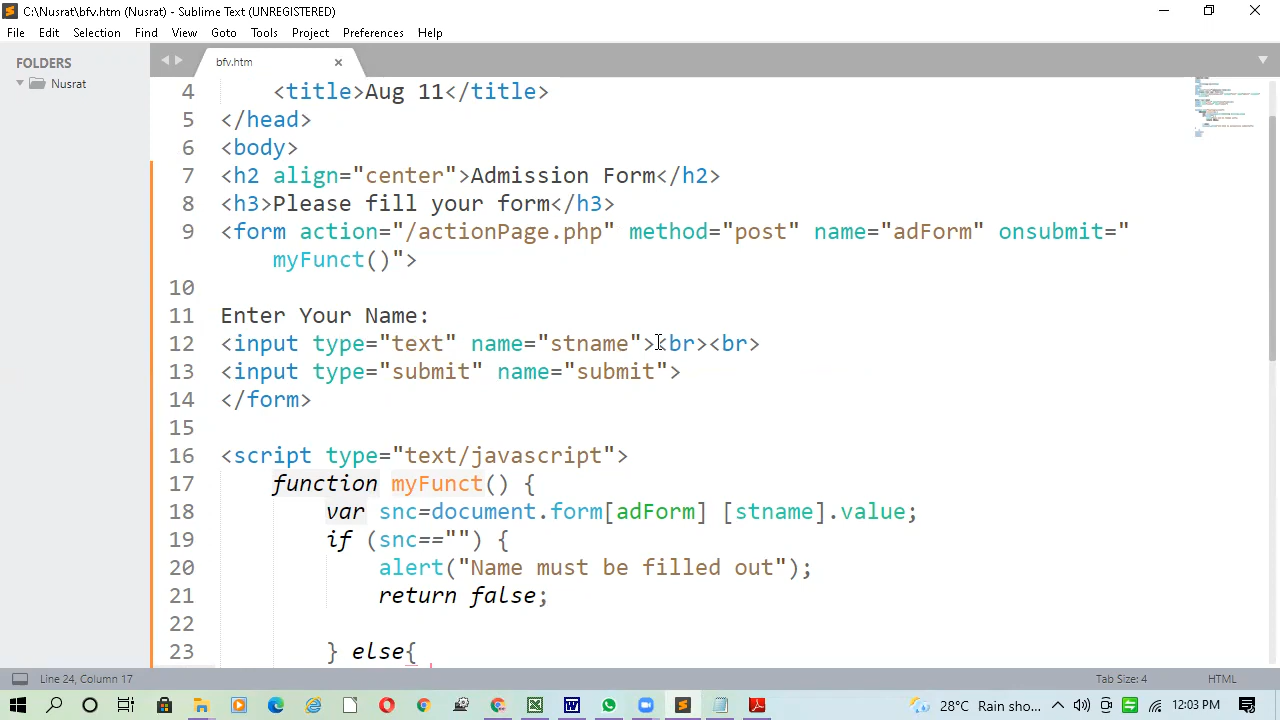 C:\Nusrat\bfv.htm (Nusrat) - Sublime Text (UNREGISTERED)
File Edit Selection Find View Goto Tools Project Preferences Help
FOLDERS
Nusrat
bfv.htm
4 <title>Aug 11</title>
5 </head>
6 <body>
7 <h2 align="center">Admission Form</h2>
8 <h3>Please fill your form</h3>
9 <form action="/actionPage.php" method="post" name="adForm" onsubmit="
myFunct()">
10
11 Enter Your Name:
12 <input type="text" name="stname"><br><br>
13 <input type="submit" name="submit">
14 </form>
15
16 <script type="text/javascript">
17 function myFunct() {
18 var snc=document.form[adForm] [stname].value;
19 if (snc=="") {
20 alert("Name must be filled out");
21 return false;
22
23 } else{
Line 24, Column 17
Tab Size: 4
HTML
28°C Rain sho... 12:03 PM